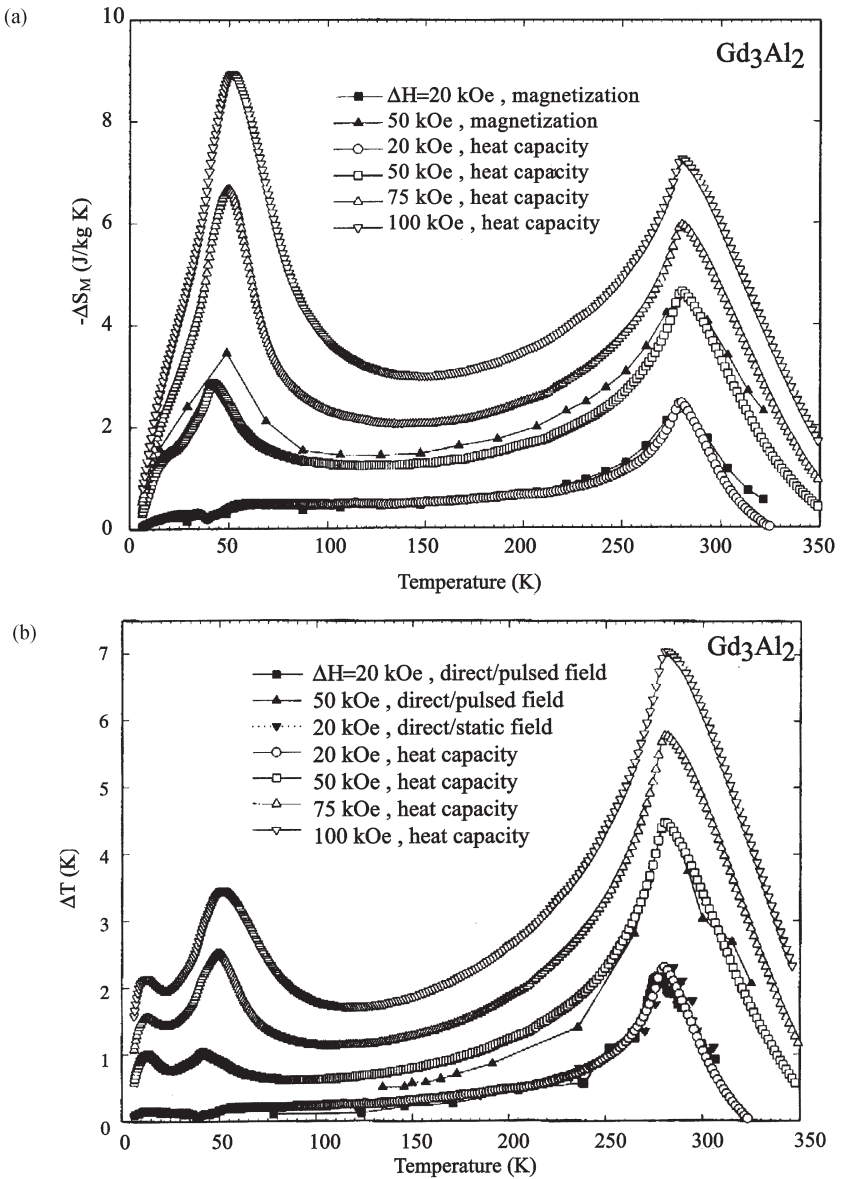 (a)
10
8
6
4
2
0
-ΔS_M (J/kg K)
Gd₃Al₂
ΔH=20 kOe , magnetization
50 kOe , magnetization
20 kOe , heat capacity
50 kOe , heat capacity
75 kOe , heat capacity
100 kOe , heat capacity
0 50 100 150 200 250 300 350
Temperature (K)
(b)
7
6
5
4
3
2
1
0
ΔT (K)
Gd₃Al₂
ΔH=20 kOe , direct/pulsed field
50 kOe , direct/pulsed field
20 kOe , direct/static field
20 kOe , heat capacity
50 kOe , heat capacity
75 kOe , heat capacity
100 kOe , heat capacity
0 50 100 150 200 250 300 350
Temperature (K)